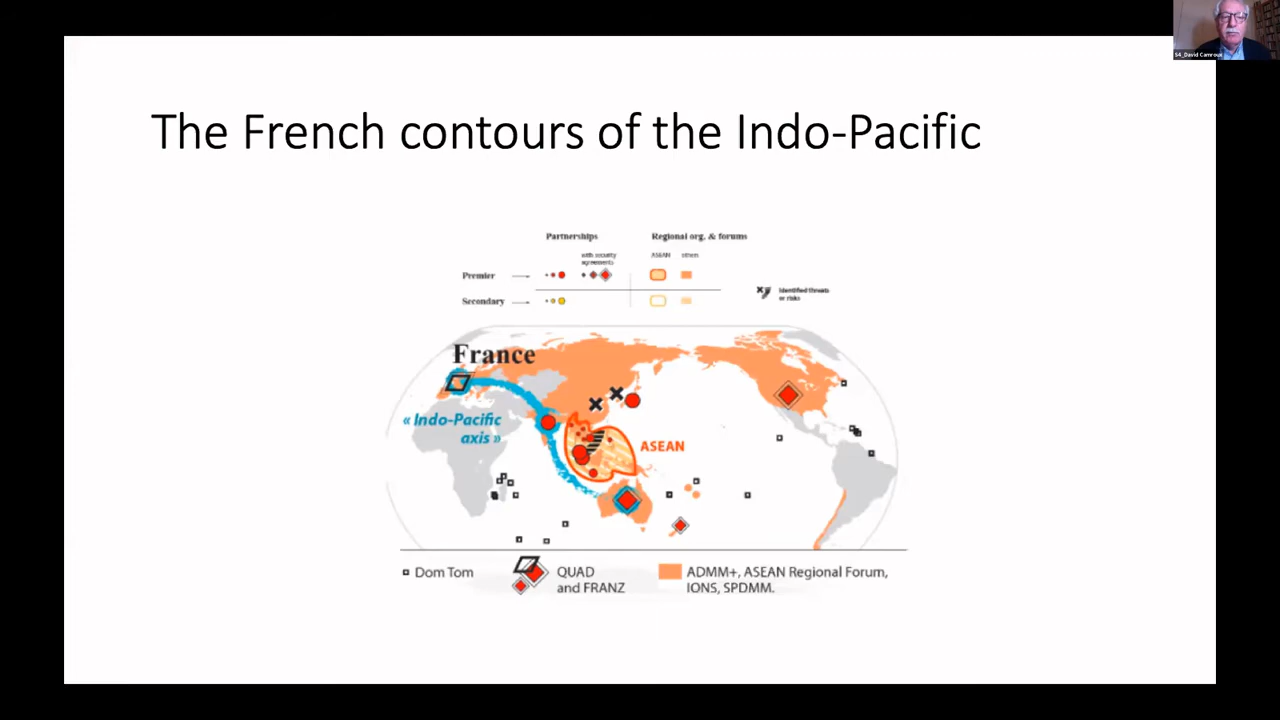 S4_David Camroux
The French contours of the Indo-Pacific
Partnerships
Regional org. & forums
with security
agreements
ASEAN
others
Premier
Secondary
Identified threats
or risks
France
« Indo-Pacific
axis »
ASEAN
Dom Tom
QUAD
and FRANZ
ADMM+, ASEAN Regional Forum,
IONS, SPDMM.